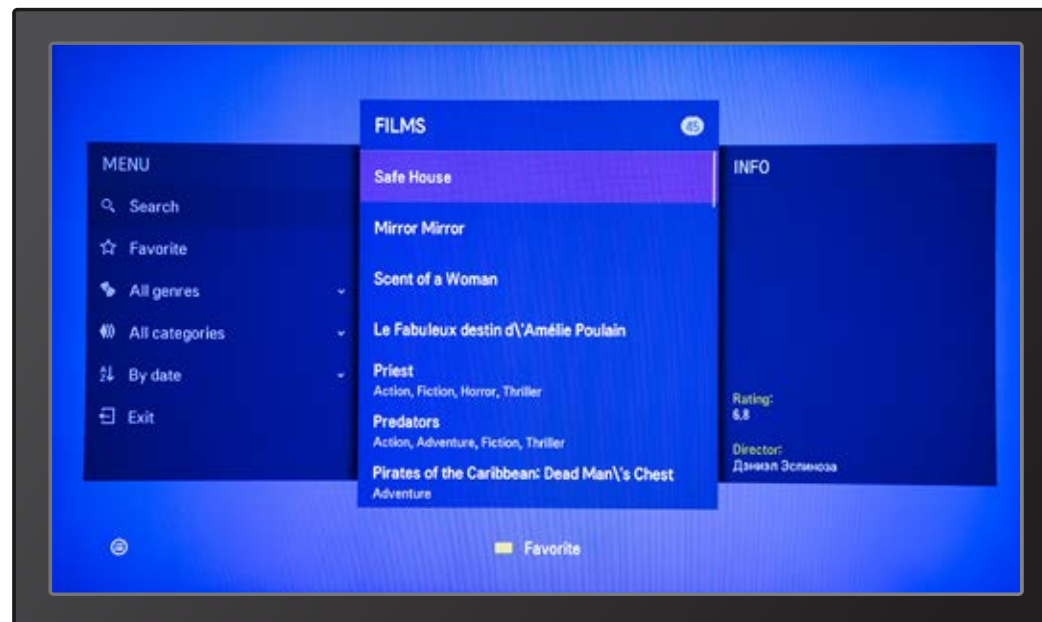 FILMS
45
MENU
Search
Favorite
All genres
All categories
By date
Exit
Safe House
Mirror Mirror
Scent of a Woman
Le Fabuleux destin d\'Amélie Poulain
Priest
Action, Fiction, Horror, Thriller
Predators
Action, Adventure, Fiction, Thriller
Pirates of the Caribbean: Dead Man\'s Chest
Adventure
INFO
Rating:
6.8
Director:
Дэниэл Эспиноза
Favorite